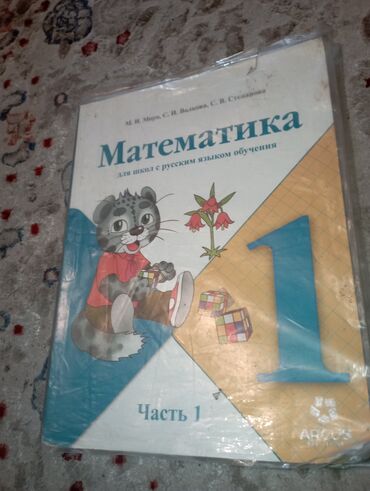 М. И. Моро, С. И. Волкова, С. В. Степанова
Математика
для школ с русским языком обучения
1
Часть 1
ARCUS